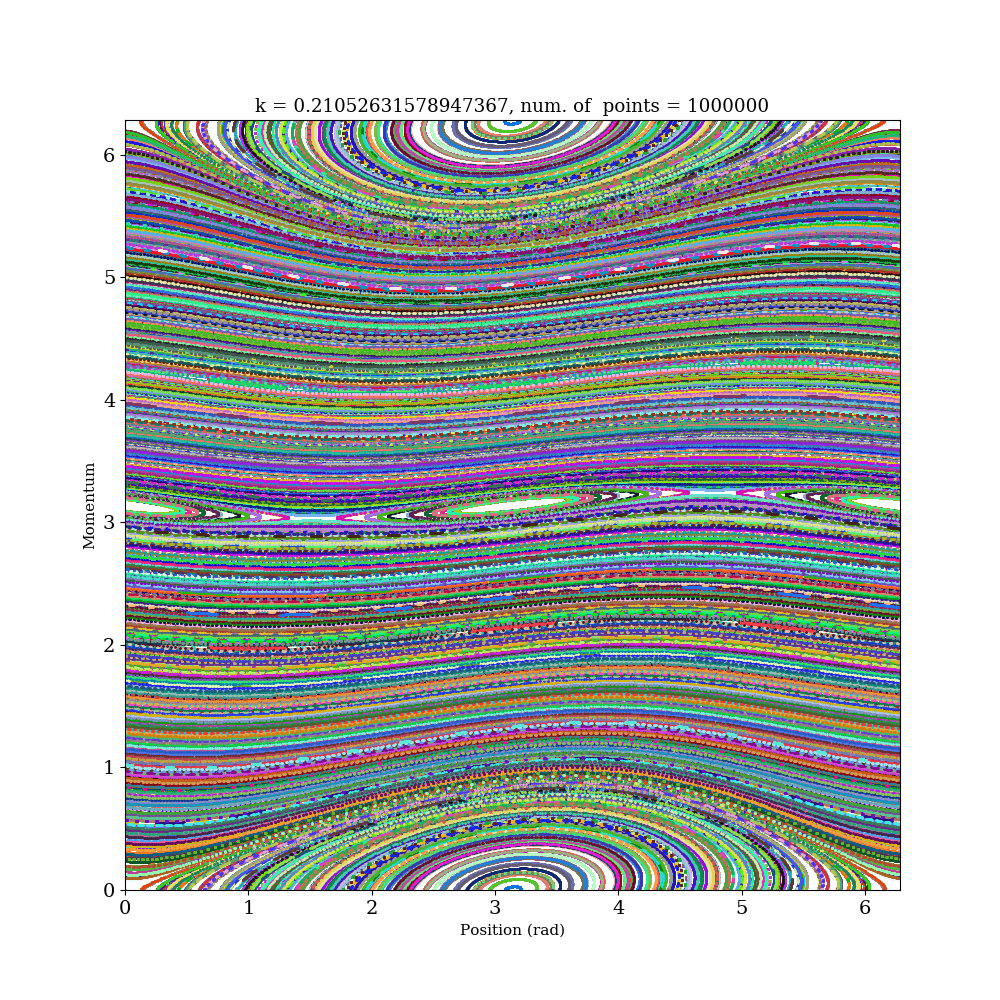 k = 0.21052631578947367, num. of  points = 1000000
6
5
4
3
2
1
0
Momentum
0 1 2 3 4 5 6
Position (rad)